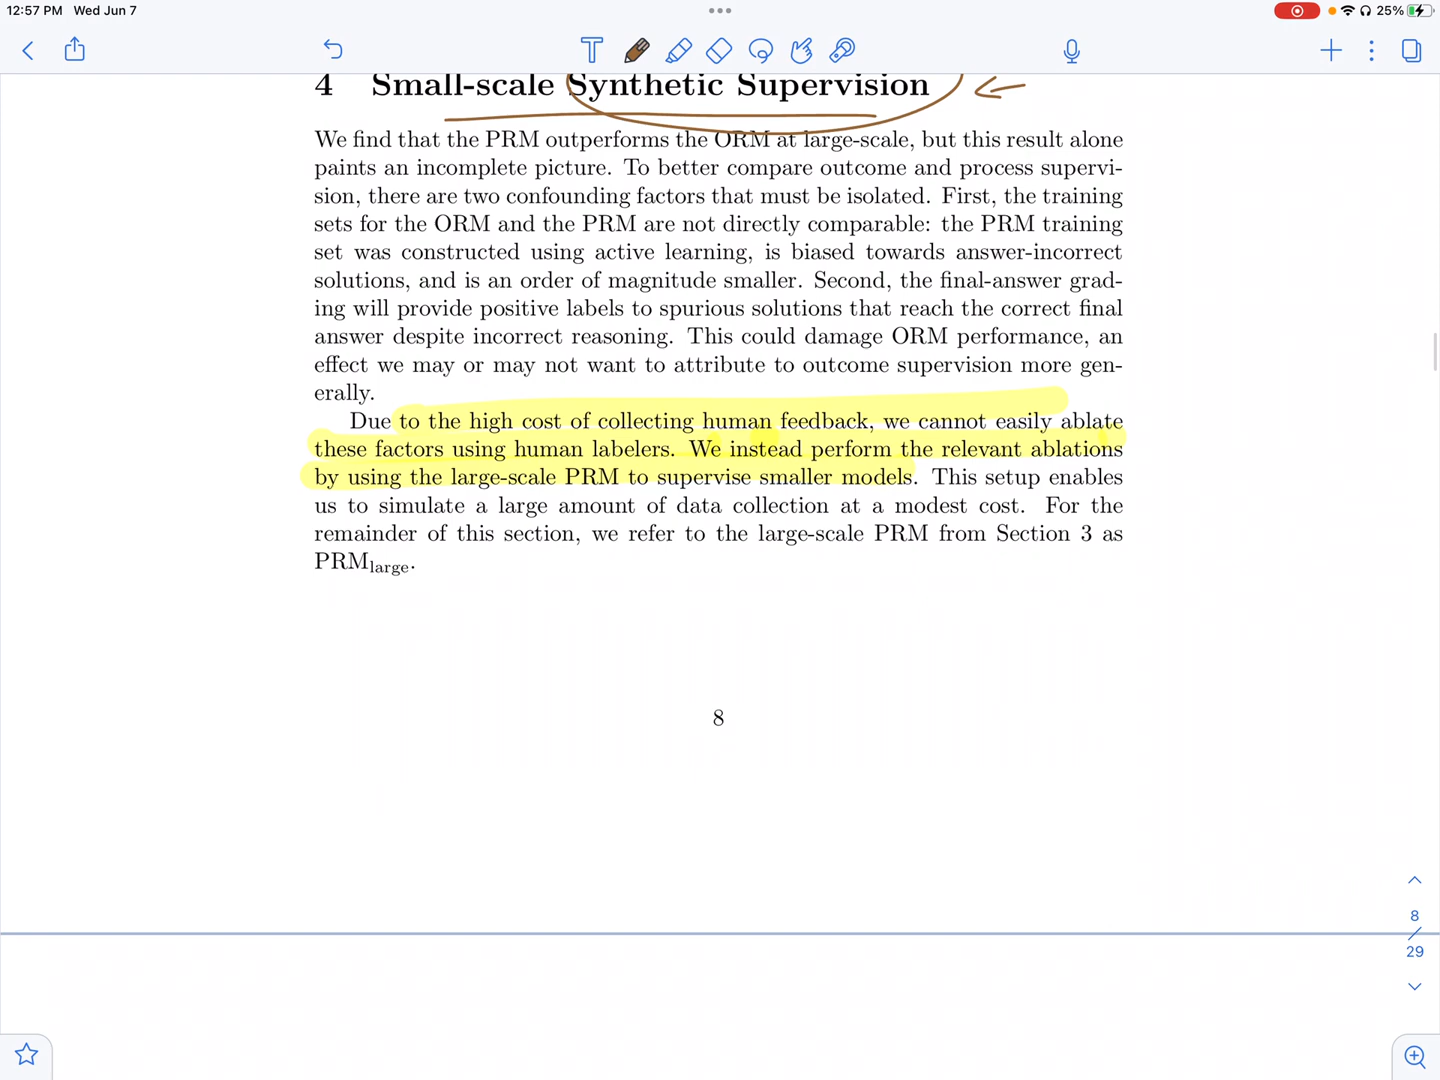 12:57 PM Wed Jun 7
25%
4 Small-scale Synthetic Supervision
We find that the PRM outperforms the ORM at large-scale, but this result alone
paints an incomplete picture. To better compare outcome and process supervi-
sion, there are two confounding factors that must be isolated. First, the training
sets for the ORM and the PRM are not directly comparable: the PRM training
set was constructed using active learning, is biased towards answer-incorrect
solutions, and is an order of magnitude smaller. Second, the final-answer grad-
ing will provide positive labels to spurious solutions that reach the correct final
answer despite incorrect reasoning. This could damage ORM performance, an
effect we may or may not want to attribute to outcome supervision more gen-
erally.
Due to the high cost of collecting human feedback, we cannot easily ablate
these factors using human labelers. We instead perform the relevant ablations
by using the large-scale PRM to supervise smaller models. This setup enables
us to simulate a large amount of data collection at a modest cost. For the
remainder of this section, we refer to the large-scale PRM from Section 3 as
PRMlarge.
8
8
/
29